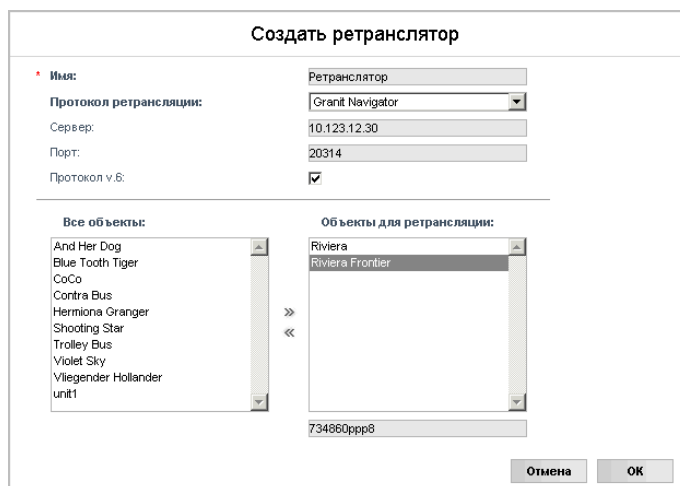 Создать ретранслятор
* Имя: Ретранслятор
Протокол ретрансляции: Granit Navigator
Сервер: 10.123.12.30
Порт: 20314
Протокол v.6:
Все объекты:
And Her Dog
Blue Tooth Tiger
CoCo
Contra Bus
Hermiona Granger
Shooting Star
Trolley Bus
Violet Sky
Vliegender Hollander
unit1
»
«
Объекты для ретрансляции:
Riviera
Riviera Frontier
734860ppp8
Отмена
OK